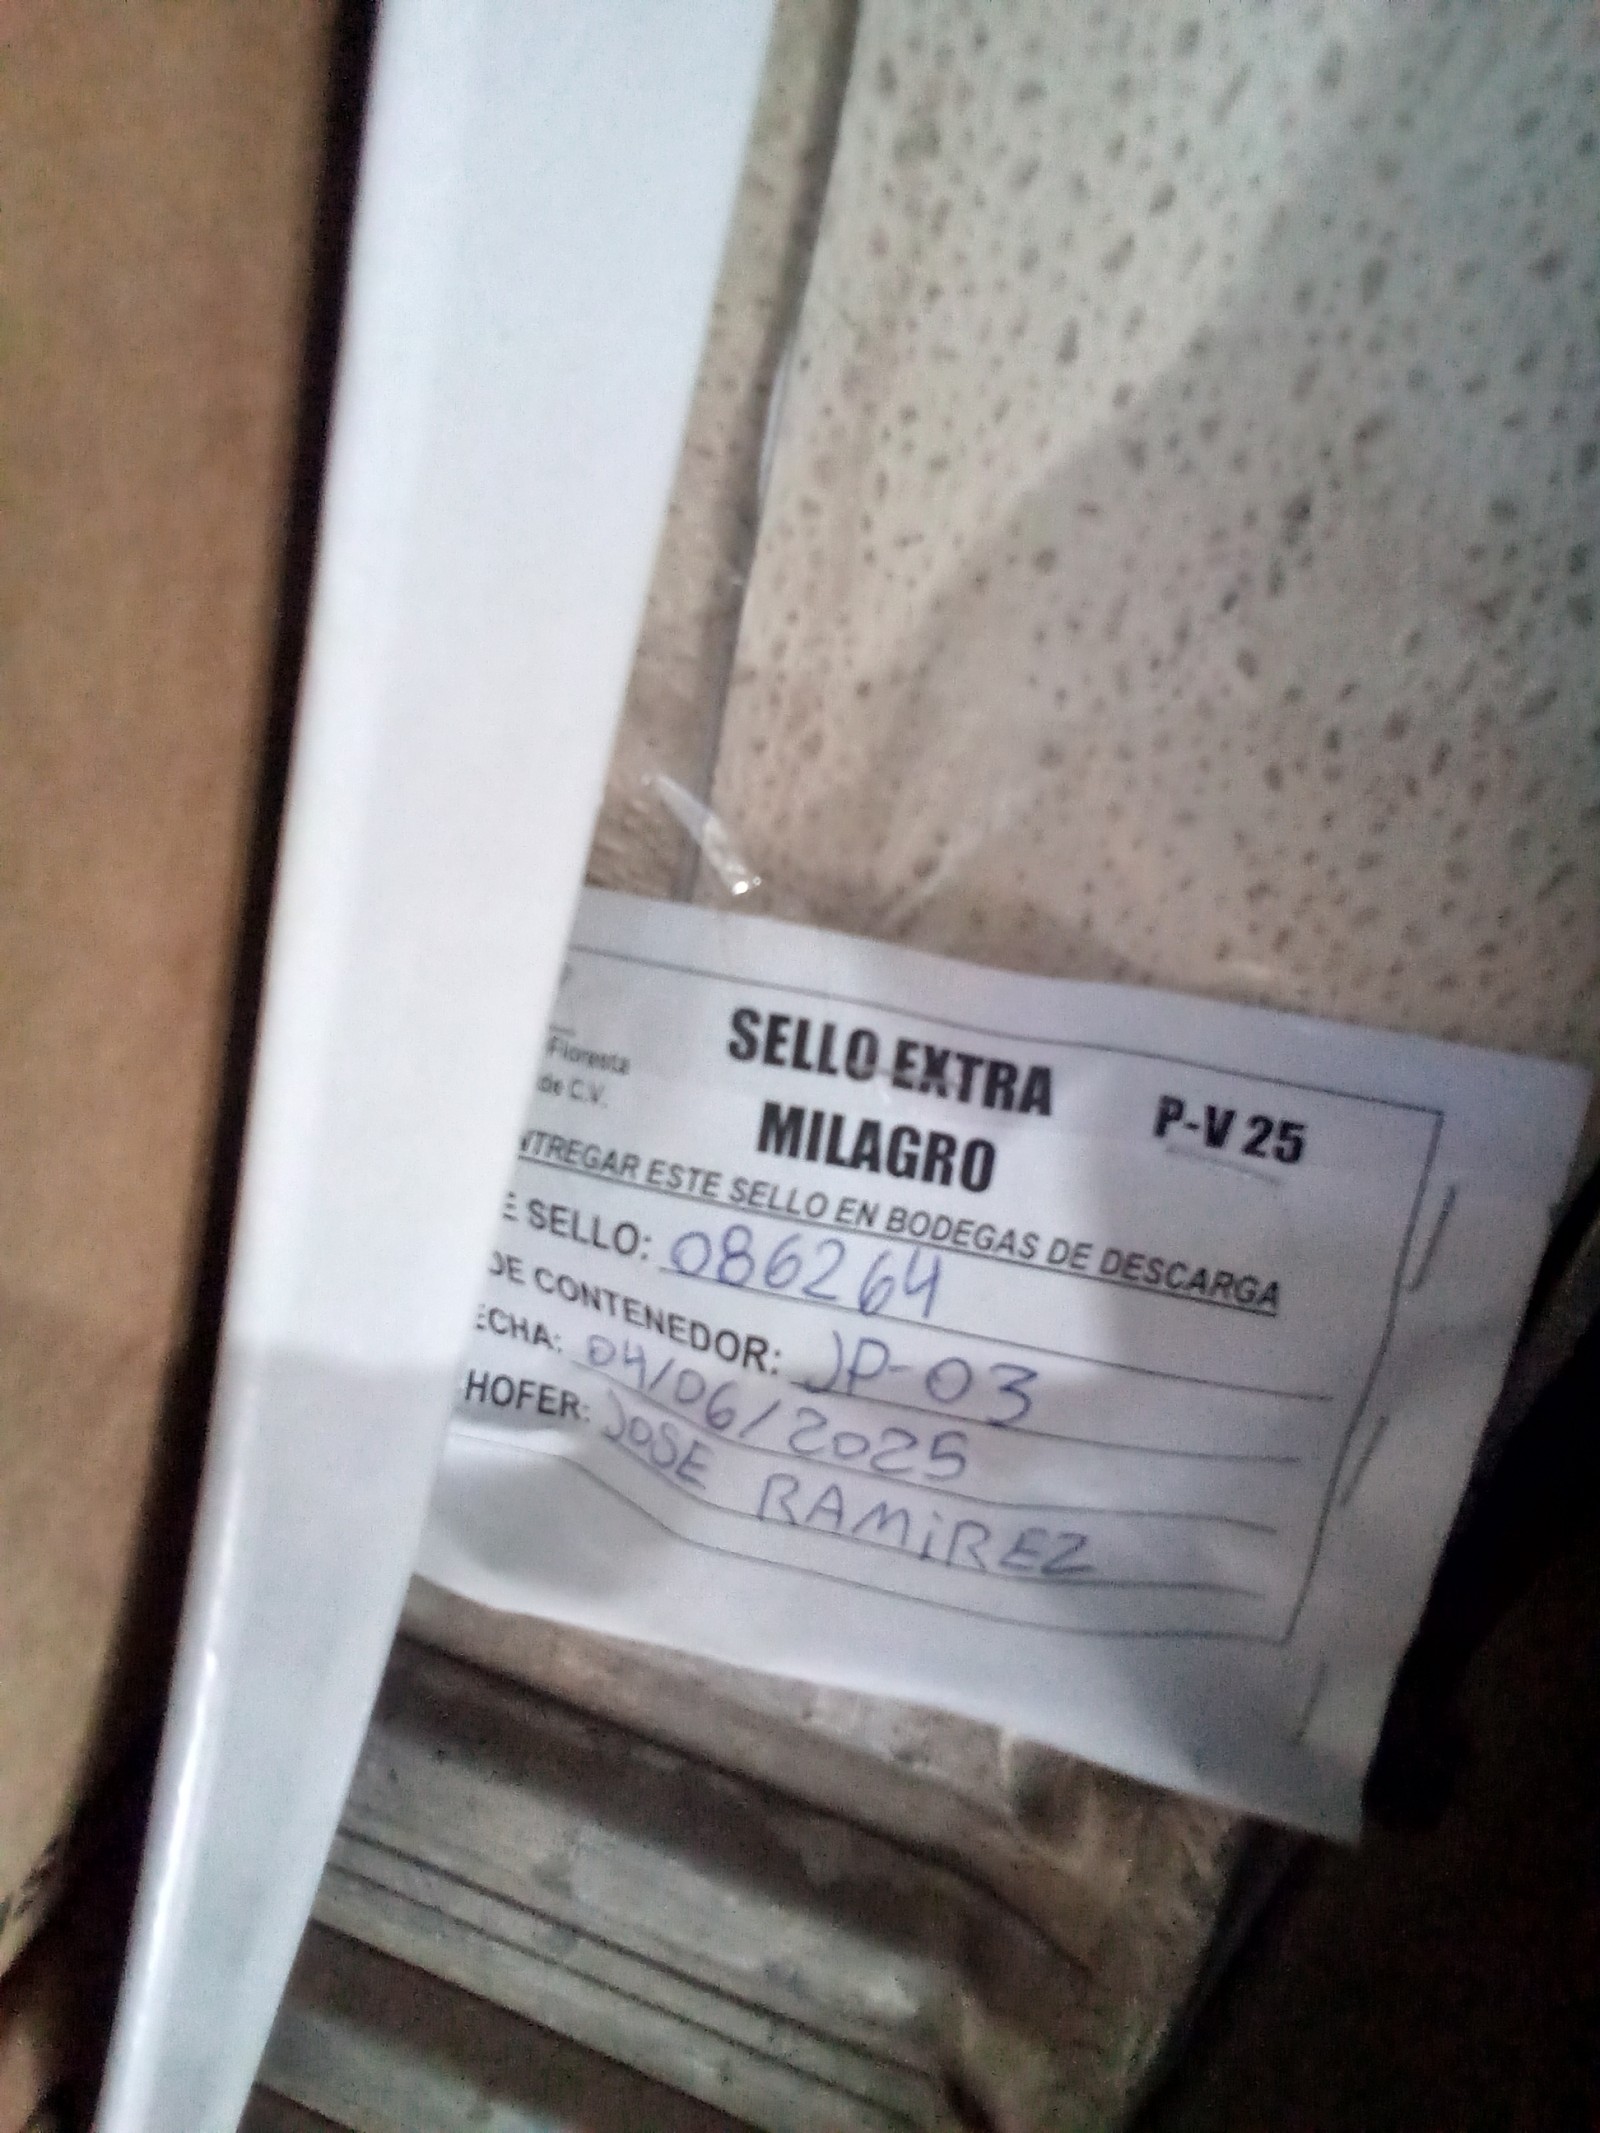 SELLO EXTRA
MILAGRO
P-V 25
Floresta
de C.V.
NTREGAR ESTE SELLO EN BODEGAS DE DESCARGA
E SELLO: 086264
DE CONTENEDOR: JP-03
ECHA: 04/06/2025
HOFER: JOSE RAMiREZ